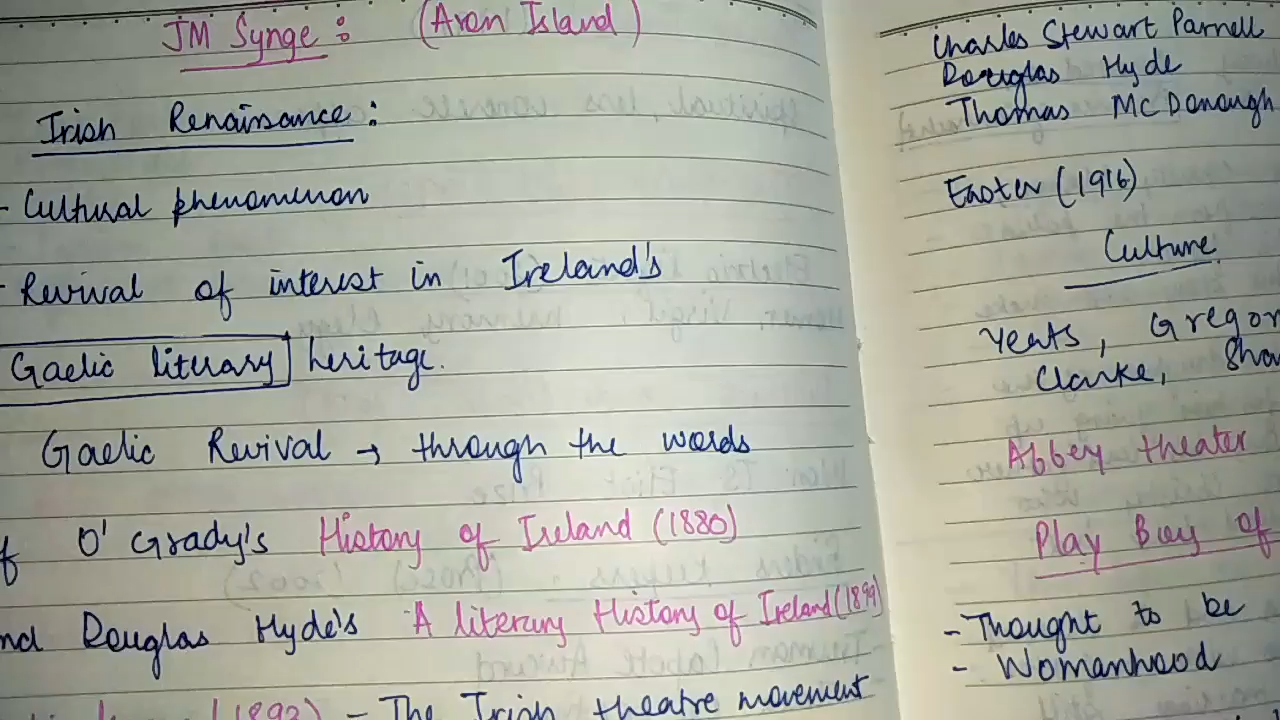 JM Synge : (Aran Island)
Irish Renaissance :
- Cultural phenomenon
- Revival of interest in Ireland's
Gaelic literary heritage.
Gaelic Revival → through the words
of O' Grady's History of Ireland (1880)
and Douglas Hyde's A literary History of Ireland (1899)
(1892) - The Irish theatre movement
Charles Stewart Parnell
Douglas Hyde
Thomas McDonough
Easter (1916)
Culture
Yeats, Gregor
Clarke, Shaw
Abbey theater
Play Boy of
- Thought to be
- Womanhood